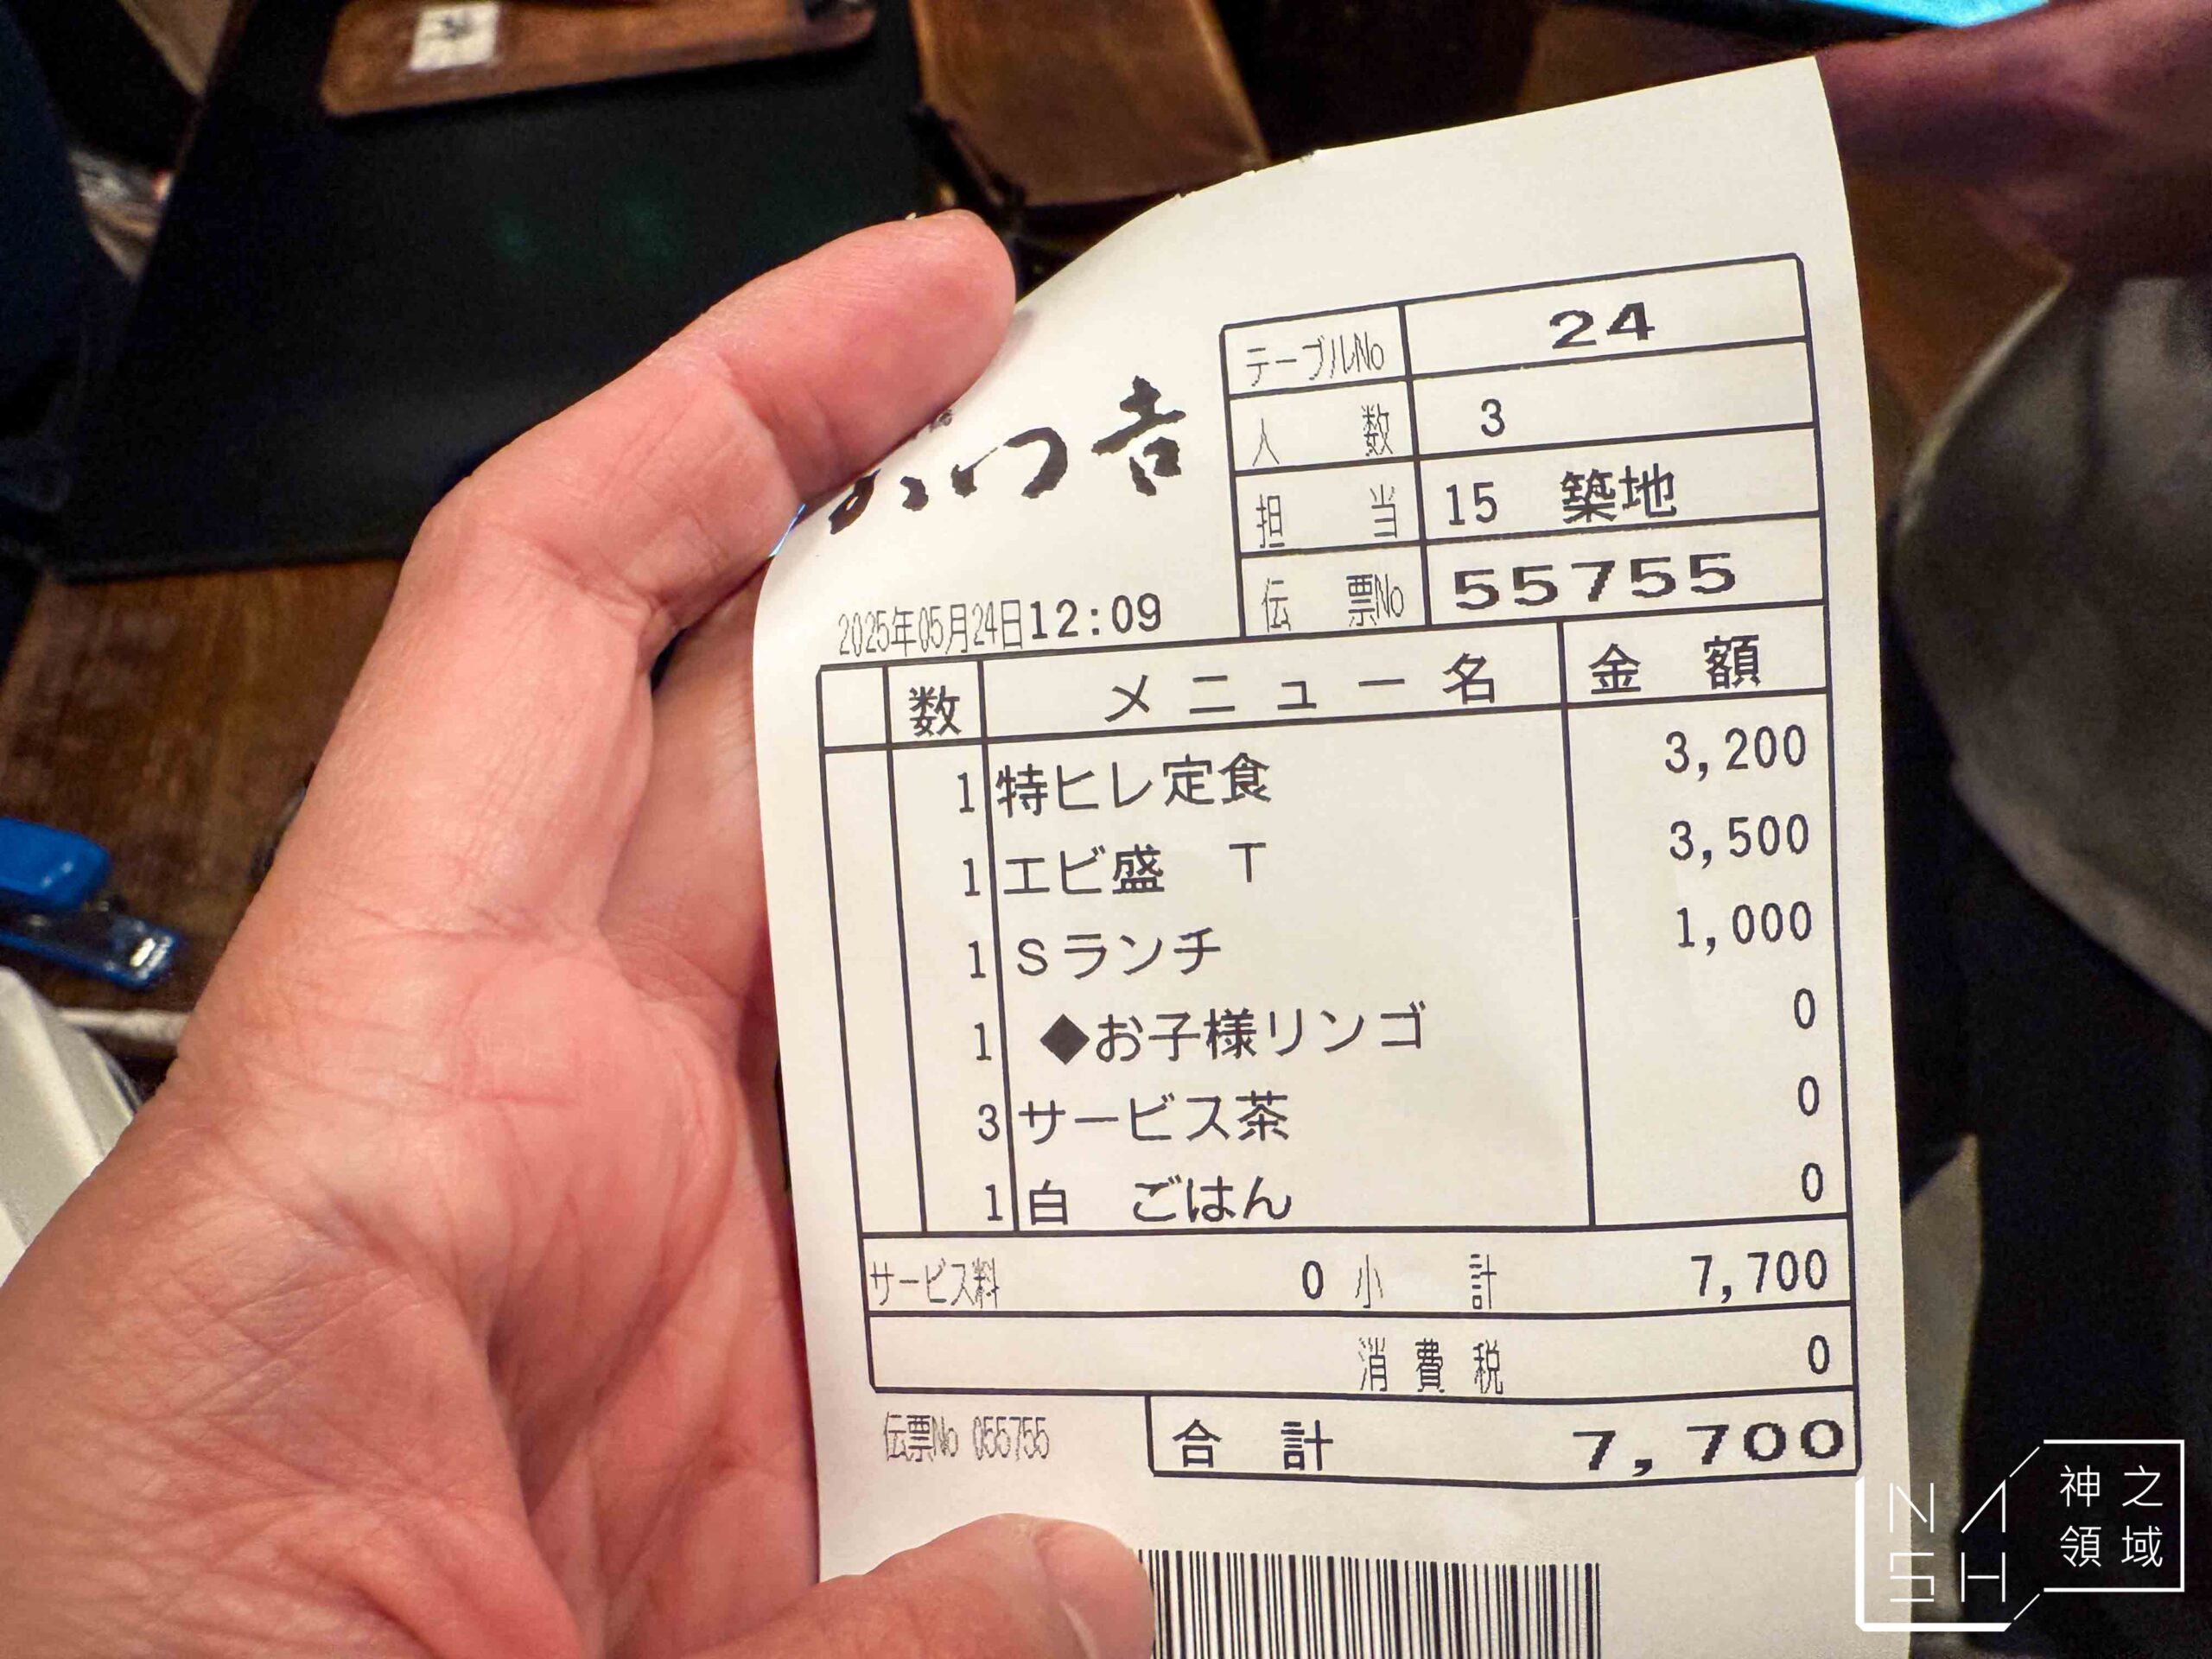 テーブルNo 24
人数 3
つ吉
担当 15 築地
伝票No 55755
2025年05月24日12:09
数 メニュー名 金額
1 特ヒレ定食 3,200
1 エビ盛 T 3,500
1 Sランチ 1,000
1 ◆お子様リンゴ 0
3 サービス茶 0
1 白 ごはん 0
サービス料 0 小計 7,700
消費税 0
伝票No 055755 合計 7,700
NASH
神之
領域